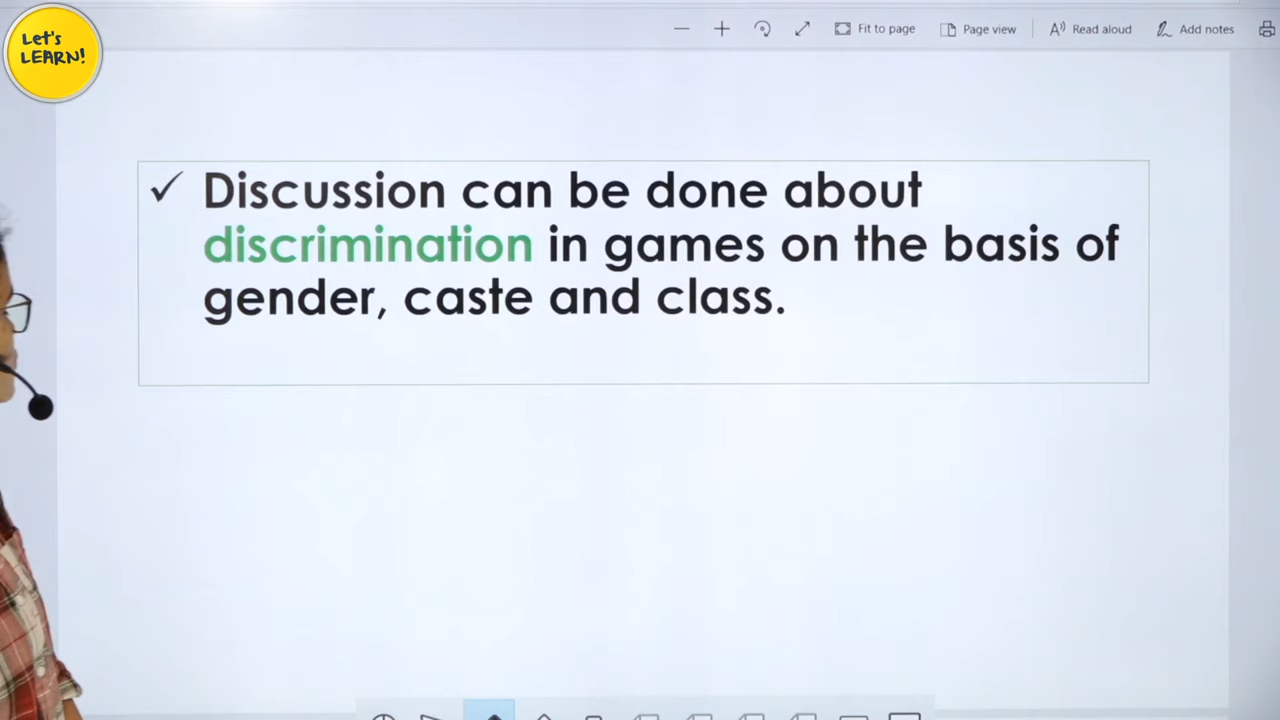 Let's
LEARN!
Fit to page
Page view
Read aloud
Add notes
✓ Discussion can be done about
discrimination in games on the basis of
gender, caste and class.